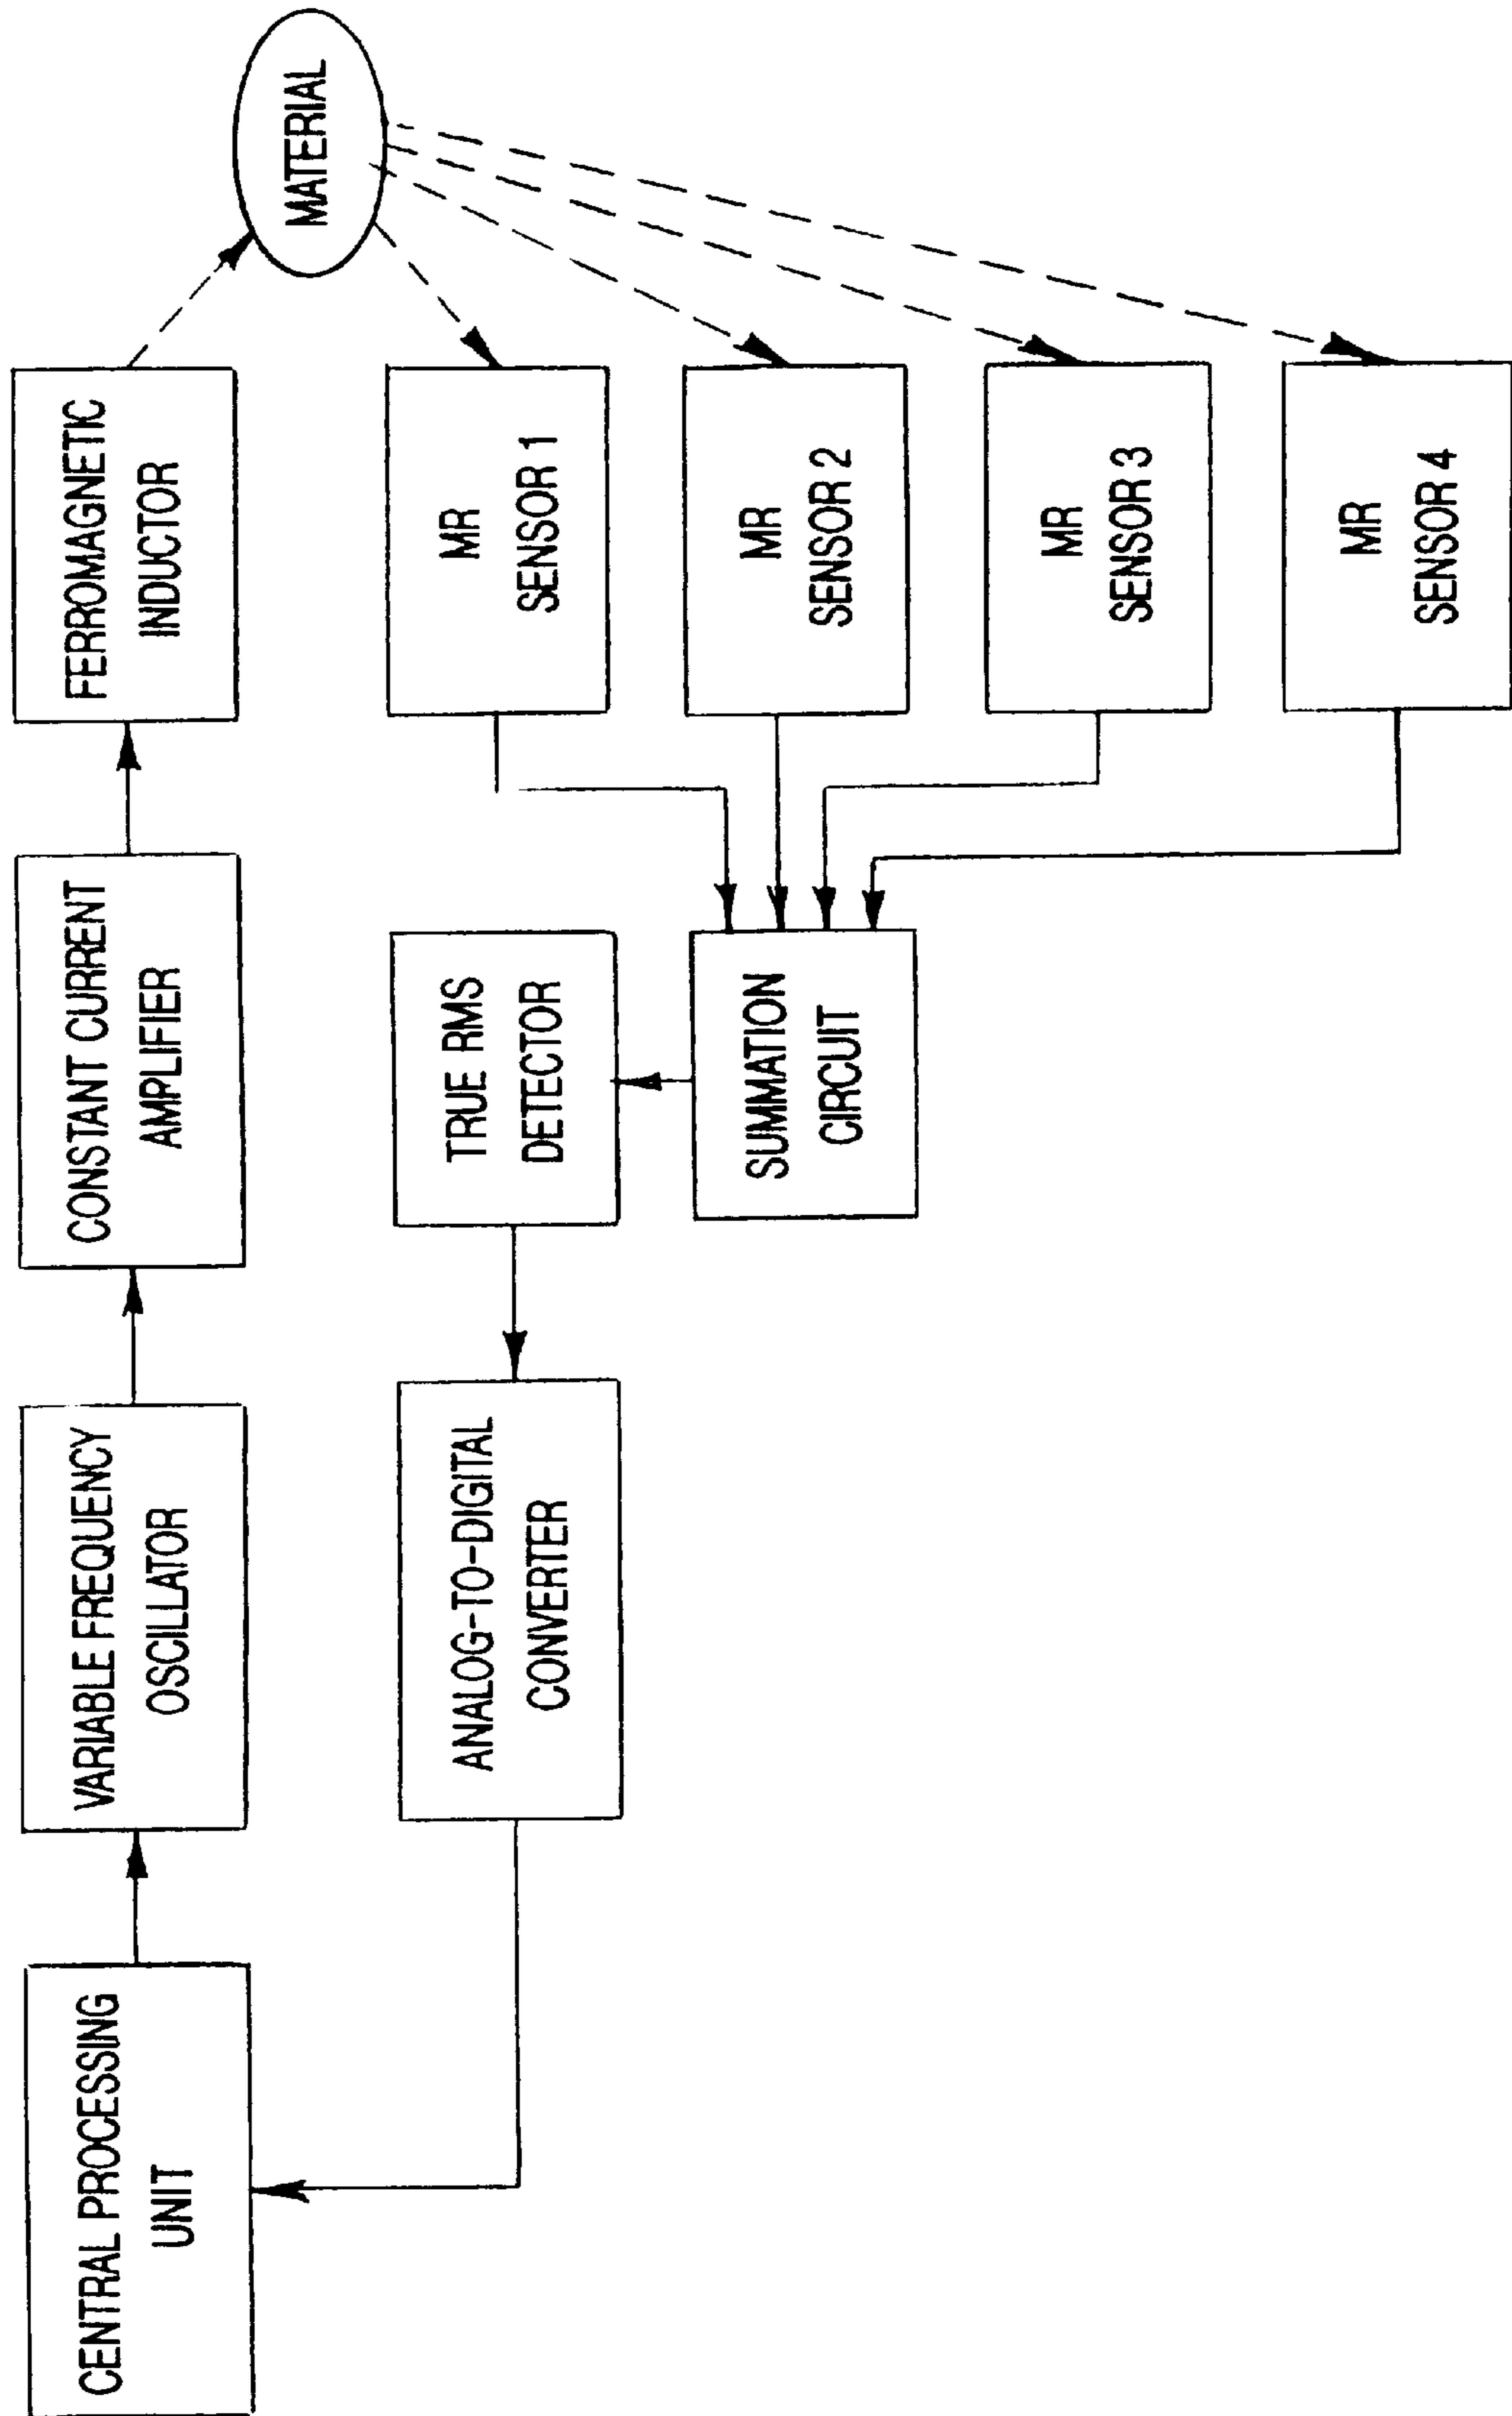 CENTRAL PROCESSING
UNIT
VARIABLE FREQUENCY
OSCILLATOR
CONSTANT CURRENT
AMPLIFIER
FERROMAGNETIC
INDUCTOR
MATERIAL
ANALOG-TO-DIGITAL
CONVERTER
TRUE RMS
DETECTOR
SUMMATION
CIRCUIT
MR
SENSOR 1
MR
SENSOR 2
MR
SENSOR 3
MR
SENSOR 4